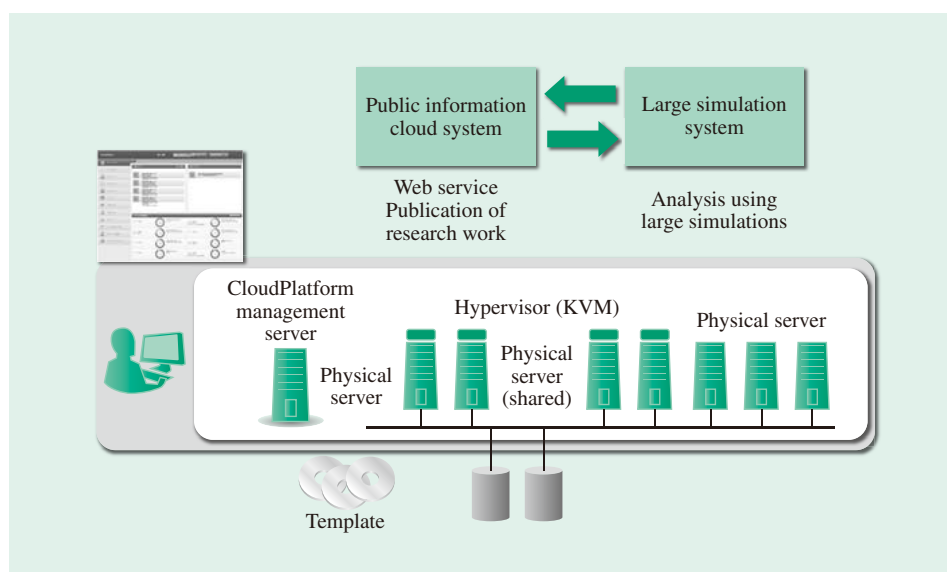 Public information
cloud system
Large simulation
system
Web service
Publication of
research work
Analysis using
large simulations
CloudPlatform
management
server
Hypervisor (KVM)
Physical server
Physical
server
Physical
server
(shared)
Template